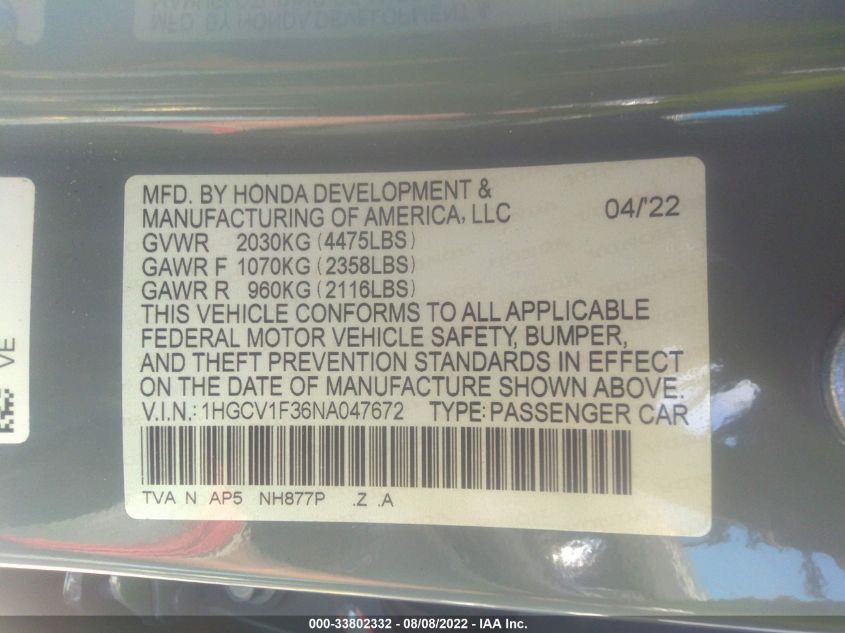 MFD. BY HONDA DEVELOPMENT &
MANUFACTURING OF AMERICA, LLC 04/'22
GVWR 2030KG (4475LBS)
GAWR F 1070KG (2358LBS)
GAWR R 960KG (2116LBS)
THIS VEHICLE CONFORMS TO ALL APPLICABLE
FEDERAL MOTOR VEHICLE SAFETY, BUMPER,
AND THEFT PREVENTION STANDARDS IN EFFECT
ON THE DATE OF MANUFACTURE SHOWN ABOVE.
V.I.N.: 1HGCV1F36NA047672 TYPE: PASSENGER CAR
TVA N AP5 NH877P .Z .A
VE
000-33802332 - 08/08/2022 - IAA Inc.